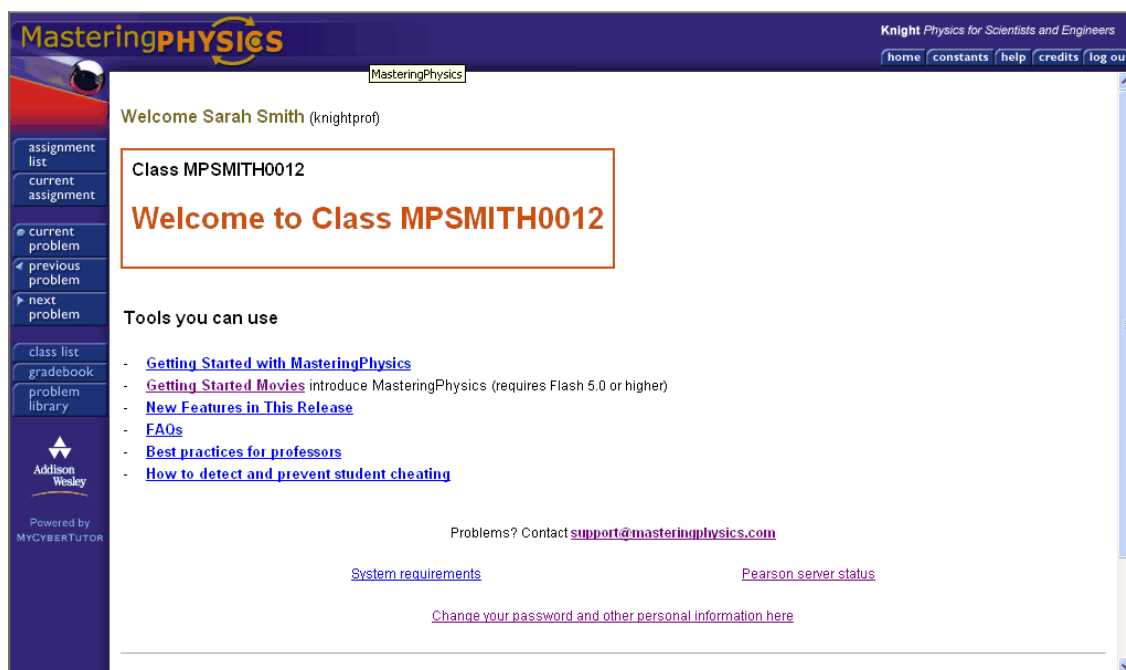 MasteringPHYSICS
Knight Physics for Scientists and Engineers
home constants help credits log out
MasteringPhysics
Welcome Sarah Smith (knightprof)
assignment
list
current
assignment
current
problem
previous
problem
next
problem
class list
gradebook
problem
library
Addison
Wesley
Powered by
MYCYBERTUTOR
Class MPSMITH0012
Welcome to Class MPSMITH0012
Tools you can use
- Getting Started with MasteringPhysics
- Getting Started Movies introduce MasteringPhysics (requires Flash 5.0 or higher)
- New Features in This Release
- FAQs
- Best practices for professors
- How to detect and prevent student cheating
Problems? Contact support@masteringphysics.com
System requirements Pearson server status
Change your password and other personal information here